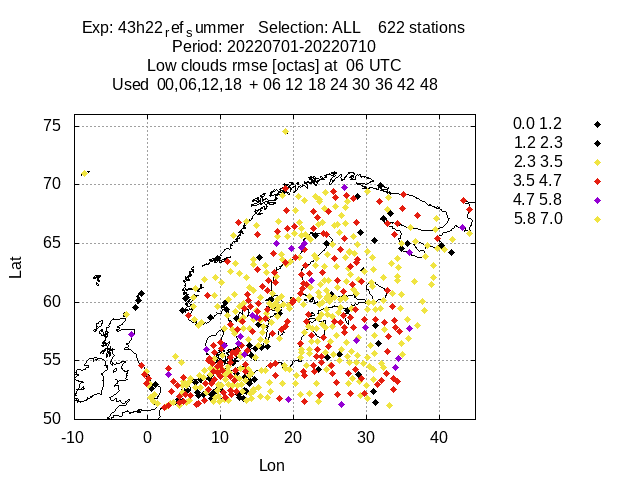 Exp: 43h22refsummer Selection: ALL 622 stations
Period: 20220701-20220710
Low clouds rmse [octas] at 06 UTC
Used 00,06,12,18 + 06 12 18 24 30 36 42 48
75
70
65
60
55
50
Lat
-10 0 10 20 30 40
Lon
0.0 1.2
1.2 2.3
2.3 3.5
3.5 4.7
4.7 5.8
5.8 7.0